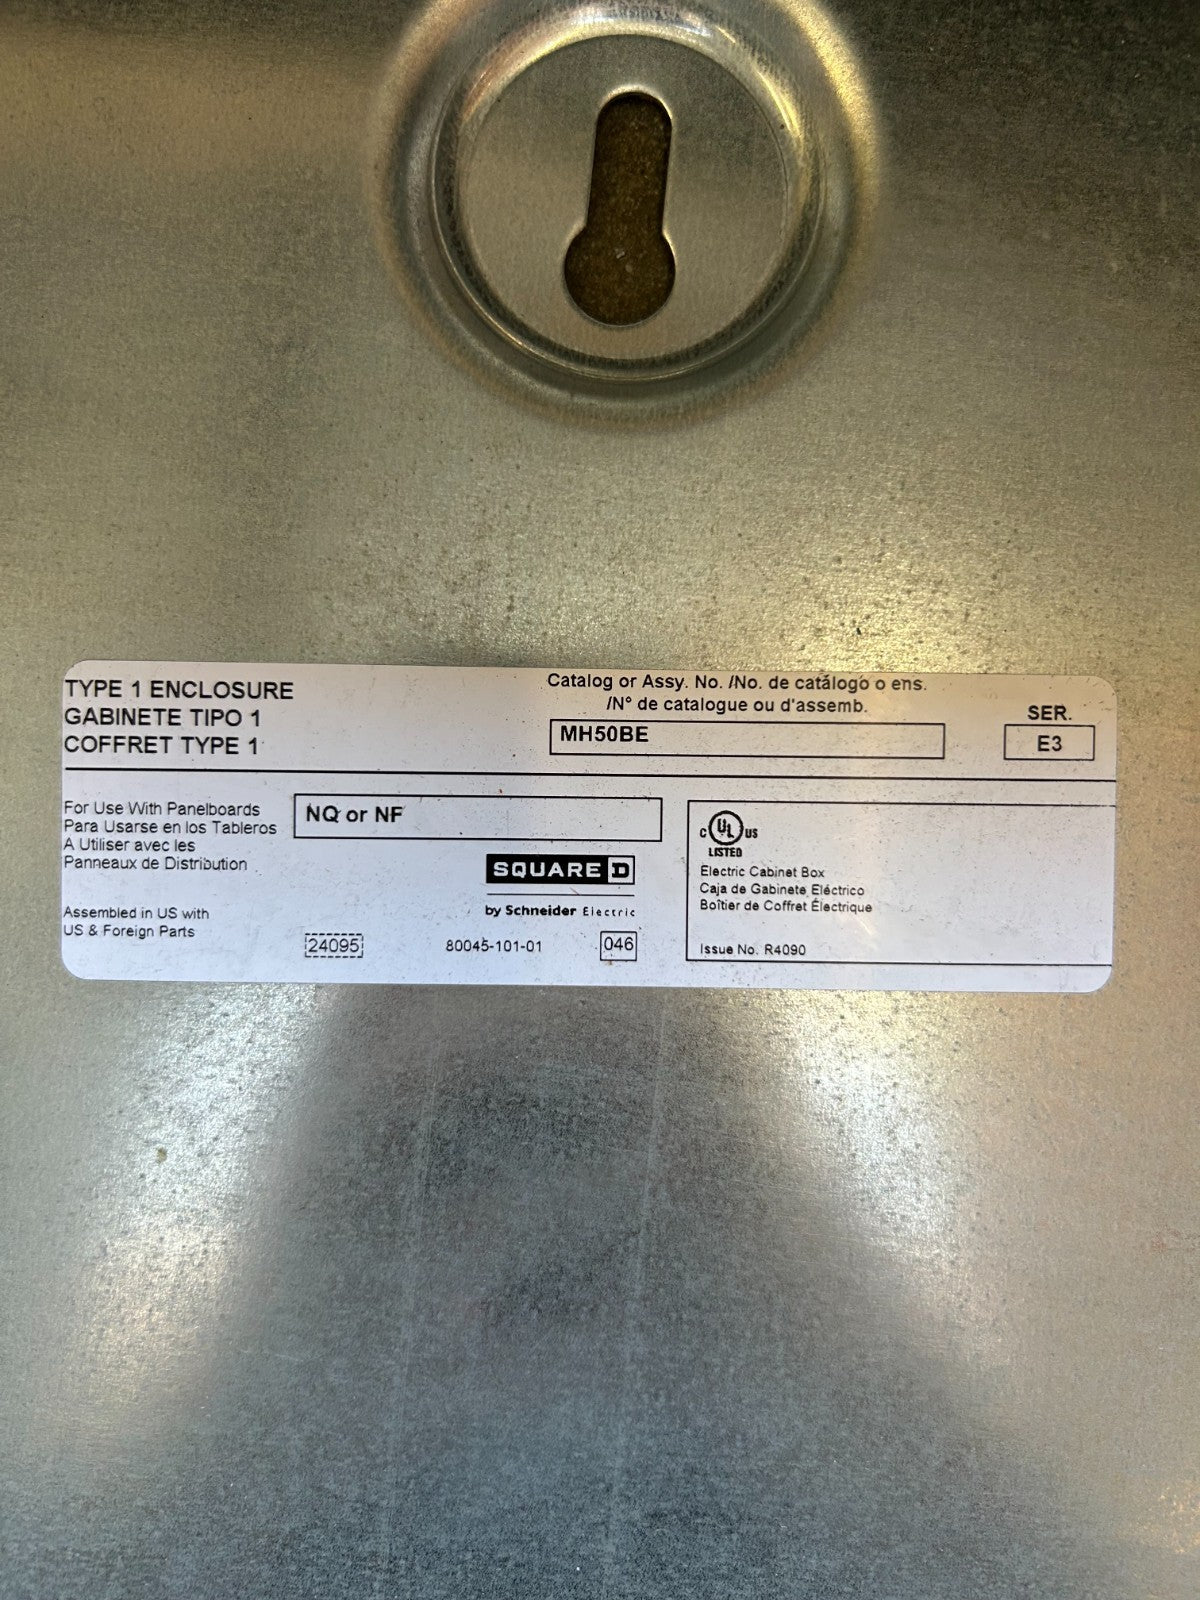 TYPE 1 ENCLOSURE
GABINETE TIPO 1
COFFRET TYPE 1
Catalog or Assy. No. /No. de catálogo o ens.
/N° de catalogue ou d'assemb.
MH50BE
SER.
E3
For Use With Panelboards
Para Usarse en los Tableros
A Utiliser avec les
Panneaux de Distribution
NQ or NF
SQUARE D
by Schneider Electric
Assembled in US with
US & Foreign Parts
24095
80045-101-01
046
C UL US
LISTED
Electric Cabinet Box
Caja de Gabinete Eléctrico
Boîtier de Coffret Électrique
Issue No. R4090